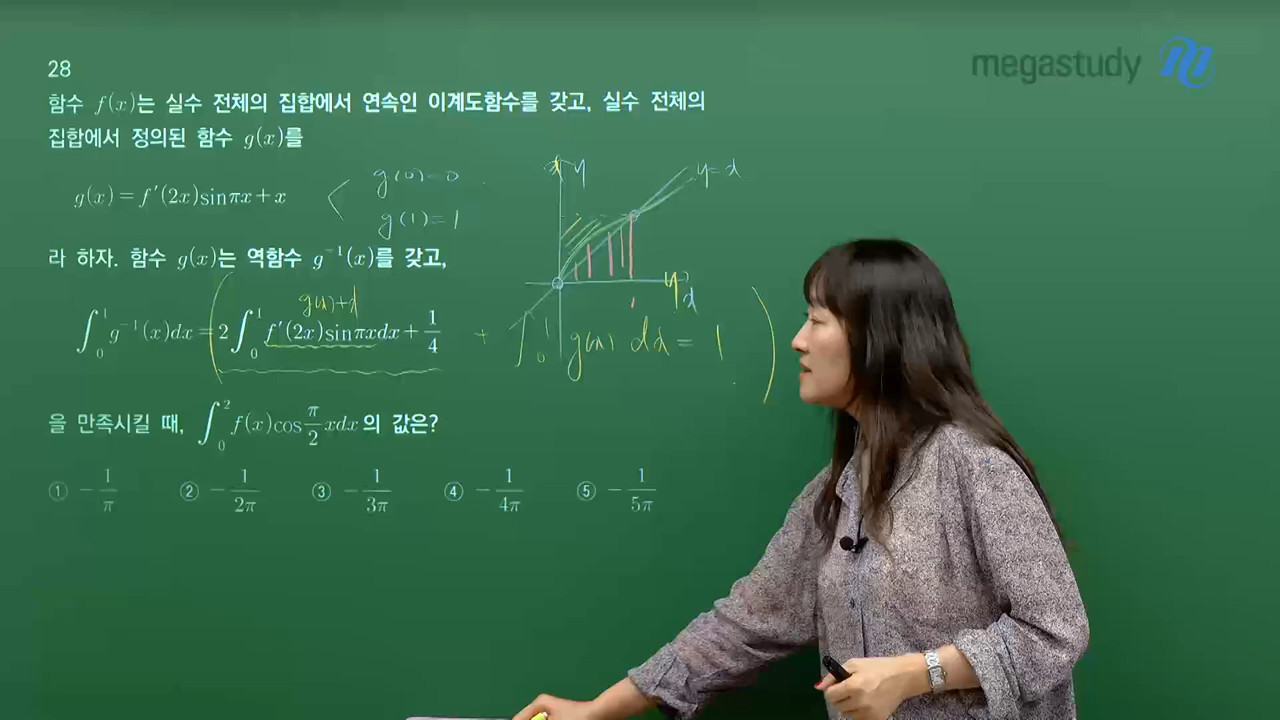 megastudy
28
함수 f(x)는 실수 전체의 집합에서 연속인 이계도함수를 갖고, 실수 전체의
집합에서 정의된 함수 g(x)를
g(x)=f′(2x)sinπx+x
g(0)=0
g(1)=1
라 하자. 함수 g(x)는 역함수 g⁻¹(x)를 갖고,
g(x)+x
∫₀¹ g⁻¹(x)dx=(2∫₀¹ f′(2x)sinπxdx+1/4 + ∫₀¹ g(x) dx = 1)
x y
y=x
y x
1
을 만족시킬 때, ∫₀² f(x)cos π/2 xdx의 값은?
① −1/π ② −1/2π ③ −1/3π ④ −1/4π ⑤ −1/5π